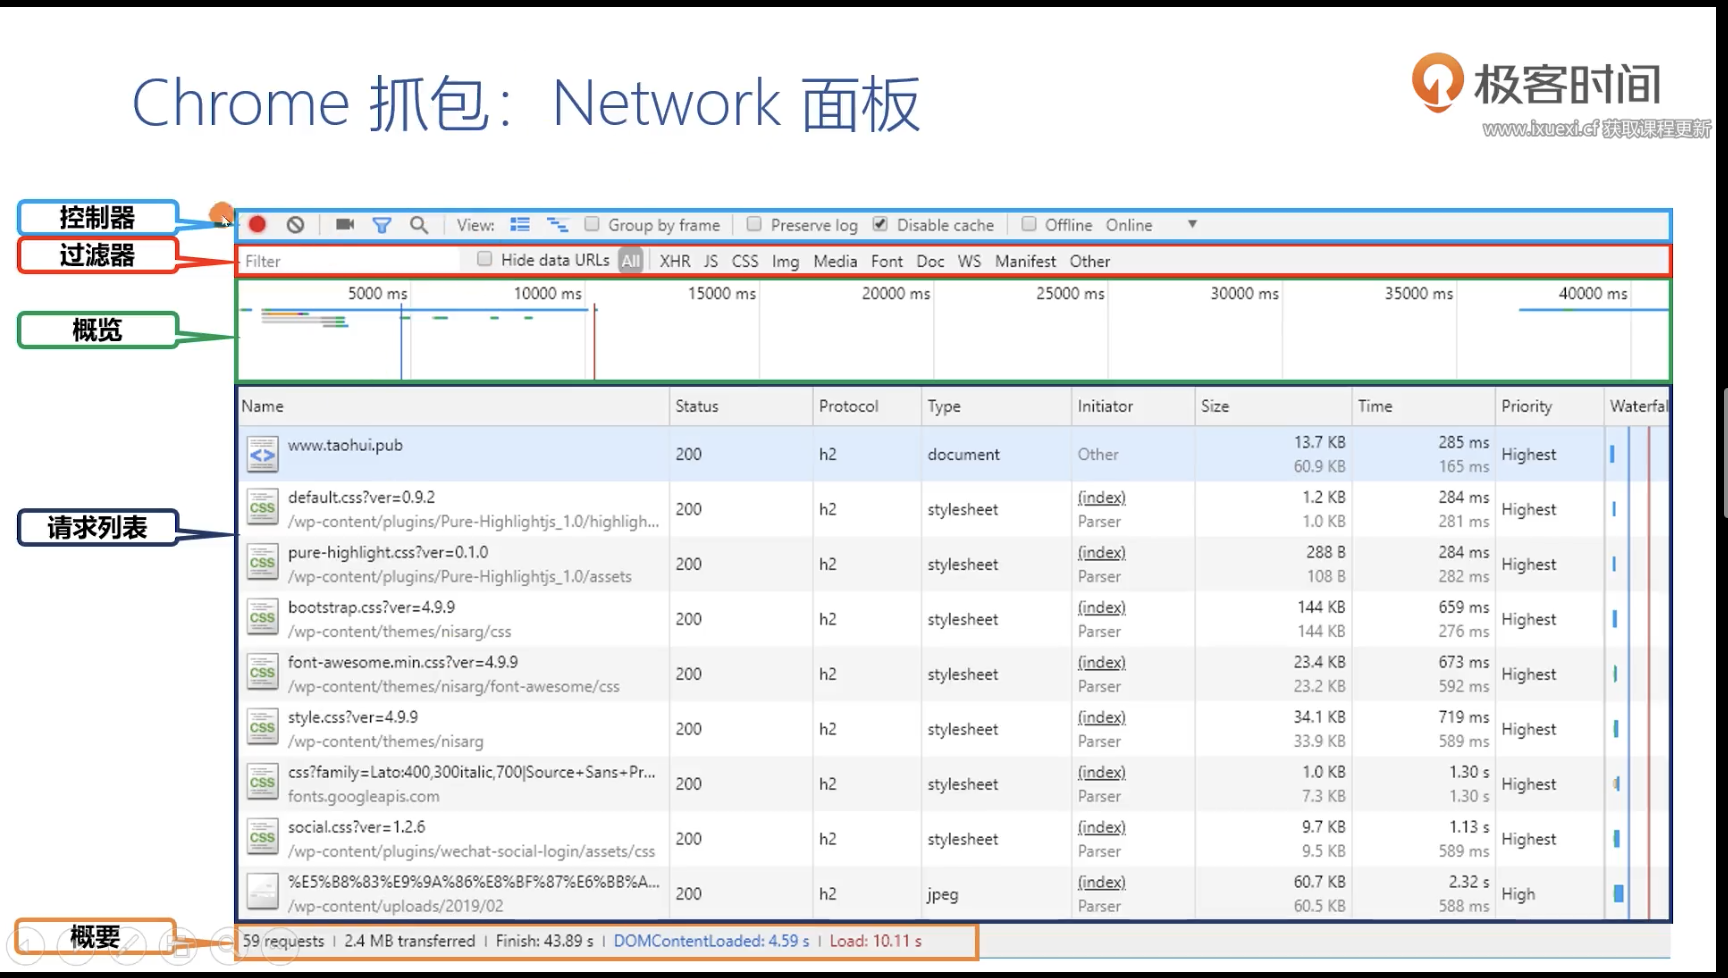 Chrome 抓包：Network 面板
极客时间
www.ixuexi.cf 获取课程更新
控制器
View: Group by frame Preserve log Disable cache Offline Online
过滤器
Filter Hide data URLs All XHR JS CSS Img Media Font Doc WS Manifest Other
5000 ms 10000 ms 15000 ms 20000 ms 25000 ms 30000 ms 35000 ms 40000 ms
概览
Name Status Protocol Type Initiator Size Time Priority Waterfal
www.taohui.pub 200 h2 document Other 13.7 KB 285 ms Highest
60.9 KB 165 ms
default.css?ver=0.9.2 200 h2 stylesheet (index) 1.2 KB 284 ms Highest
/wp-content/plugins/Pure-Highlightjs_1.0/highligh... Parser 1.0 KB 281 ms
请求列表
pure-highlight.css?ver=0.1.0 200 h2 stylesheet (index) 288 B 284 ms Highest
/wp-content/plugins/Pure-Highlightjs_1.0/assets Parser 108 B 282 ms
bootstrap.css?ver=4.9.9 200 h2 stylesheet (index) 144 KB 659 ms Highest
/wp-content/themes/nisarg/css Parser 144 KB 276 ms
font-awesome.min.css?ver=4.9.9 200 h2 stylesheet (index) 23.4 KB 673 ms Highest
/wp-content/themes/nisarg/font-awesome/css Parser 23.2 KB 592 ms
style.css?ver=4.9.9 200 h2 stylesheet (index) 34.1 KB 719 ms Highest
/wp-content/themes/nisarg Parser 33.9 KB 589 ms
css?family=Lato:400,300italic,700|Source+Sans+Pr... 200 h2 stylesheet (index) 1.0 KB 1.30 s Highest
fonts.googleapis.com Parser 7.3 KB 1.30 s
social.css?ver=1.2.6 200 h2 stylesheet (index) 9.7 KB 1.13 s Highest
/wp-content/plugins/wechat-social-login/assets/css Parser 9.5 KB 589 ms
%E5%B8%83%E9%9A%86%E8%BF%87%E6%BB%A... 200 h2 jpeg (index) 60.7 KB 2.32 s High
/wp-content/uploads/2019/02 Parser 60.5 KB 588 ms
概要
59 requests | 2.4 MB transferred | Finish: 43.89 s | DOMContentLoaded: 4.59 s | Load: 10.11 s